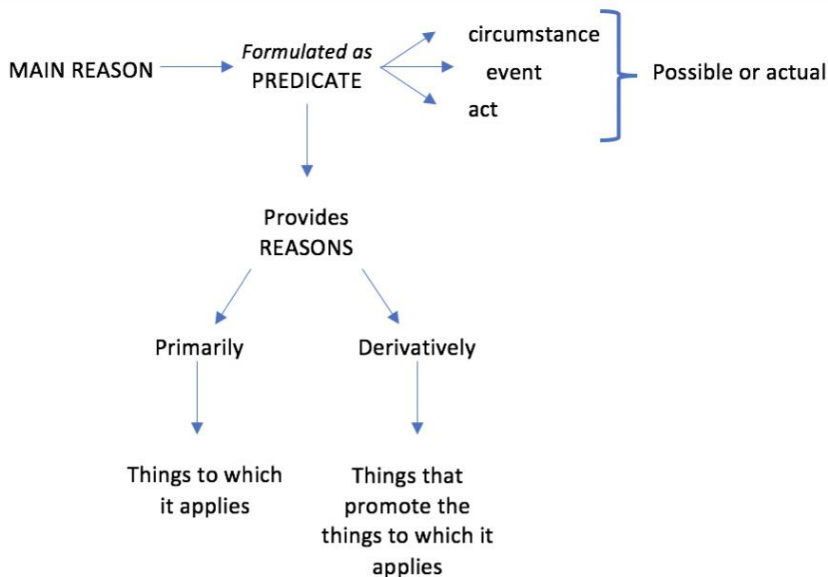 MAIN REASON
Formulated as
PREDICATE
circumstance
event
act
Possible or actual
Provides
REASONS
Primarily
Derivatively
Things to which
it applies
Things that
promote the
things to which it
applies